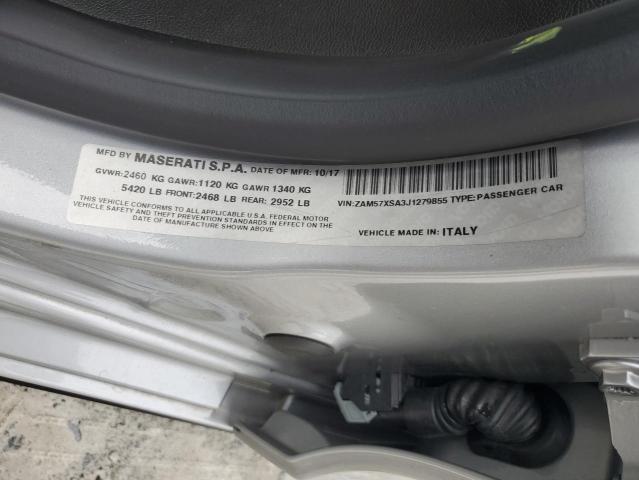 MFD BY MASERATI S.P.A. DATE OF MFR: 10/17
GVWR:2460 KG GAWR:1120 KG GAWR 1340 KG
5420 LB FRONT:2468 LB REAR: 2952 LB
THIS VEHICLE CONFORMS TO ALL APPLICABLE U.S.A. FEDERAL MOTOR
VEHICLE SAFETY AND THEFT PREVENTION STANDARDS IN EFFECT ON THE
DATE OF MANUFACTURE SHOWN ABOVE
VIN:ZAM57XSA3J1279855 TYPE:PASSENGER CAR
VEHICLE MADE IN: ITALY